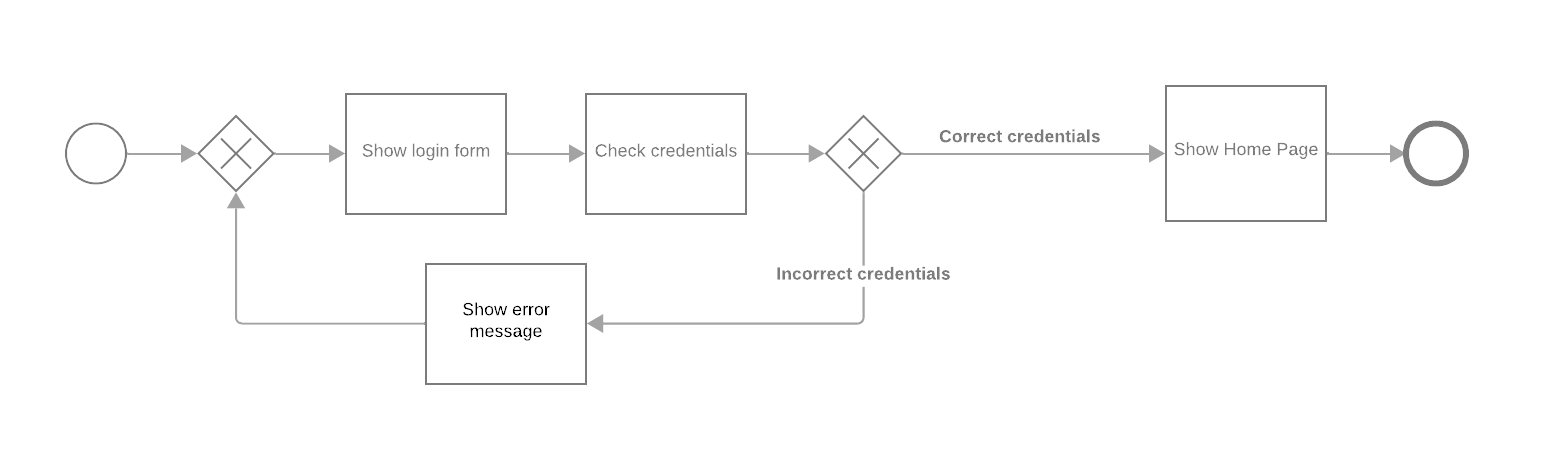 Show login form
Check credentials
Correct credentials
Show Home Page
Incorrect credentials
Show error
message